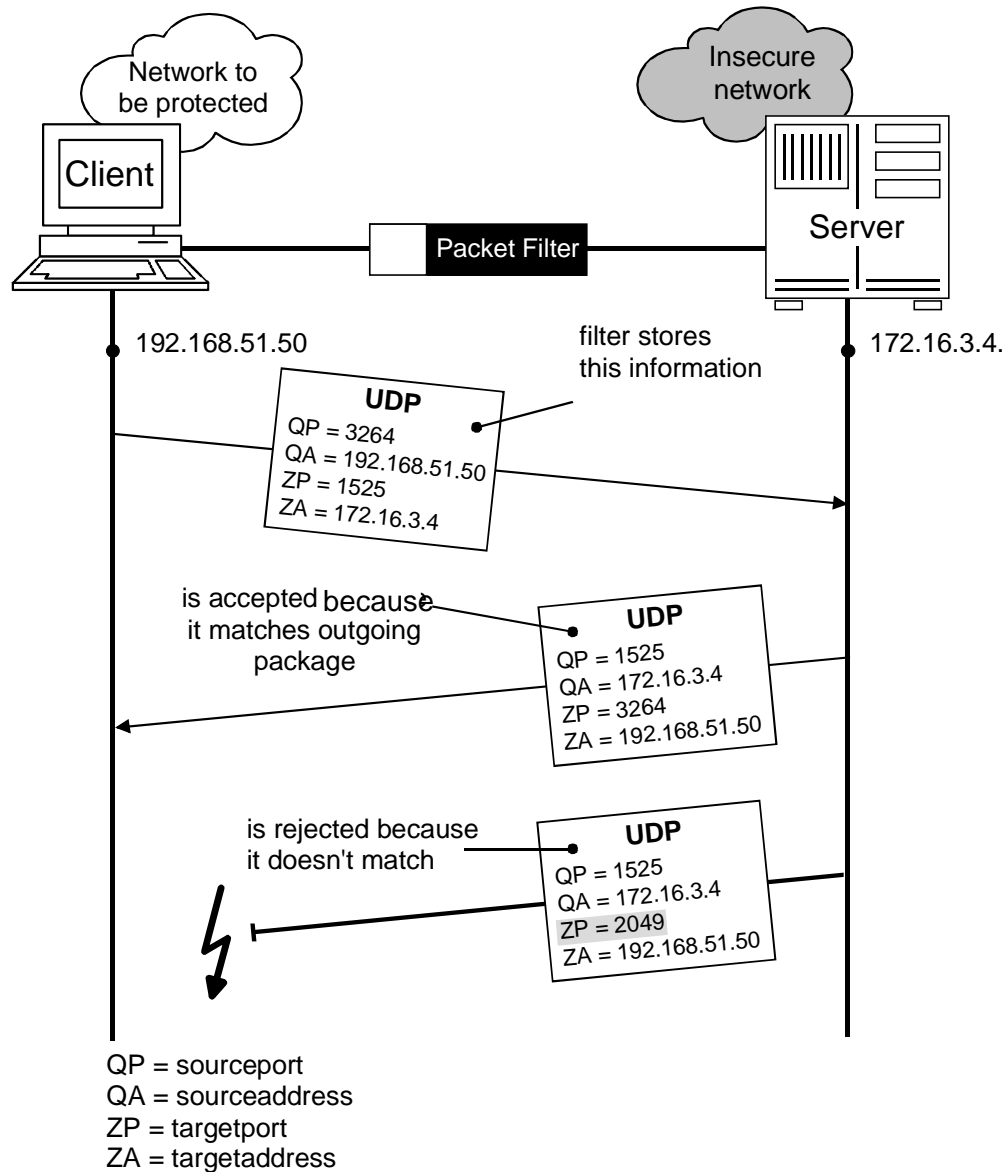 Network to
be protected
Insecure
network
Client
Packet Filter
Server
192.168.51.50
172.16.3.4.
filter stores
this information
UDP
QP = 3264
QA = 192.168.51.50
ZP = 1525
ZA = 172.16.3.4
is accepted because
it matches outgoing
package
UDP
QP = 1525
QA = 172.16.3.4
ZP = 3264
ZA = 192.168.51.50
is rejected because
it doesn't match
UDP
QP = 1525
QA = 172.16.3.4
ZP = 2049
ZA = 192.168.51.50
QP = sourceport
QA = sourceaddress
ZP = targetport
ZA = targetaddress